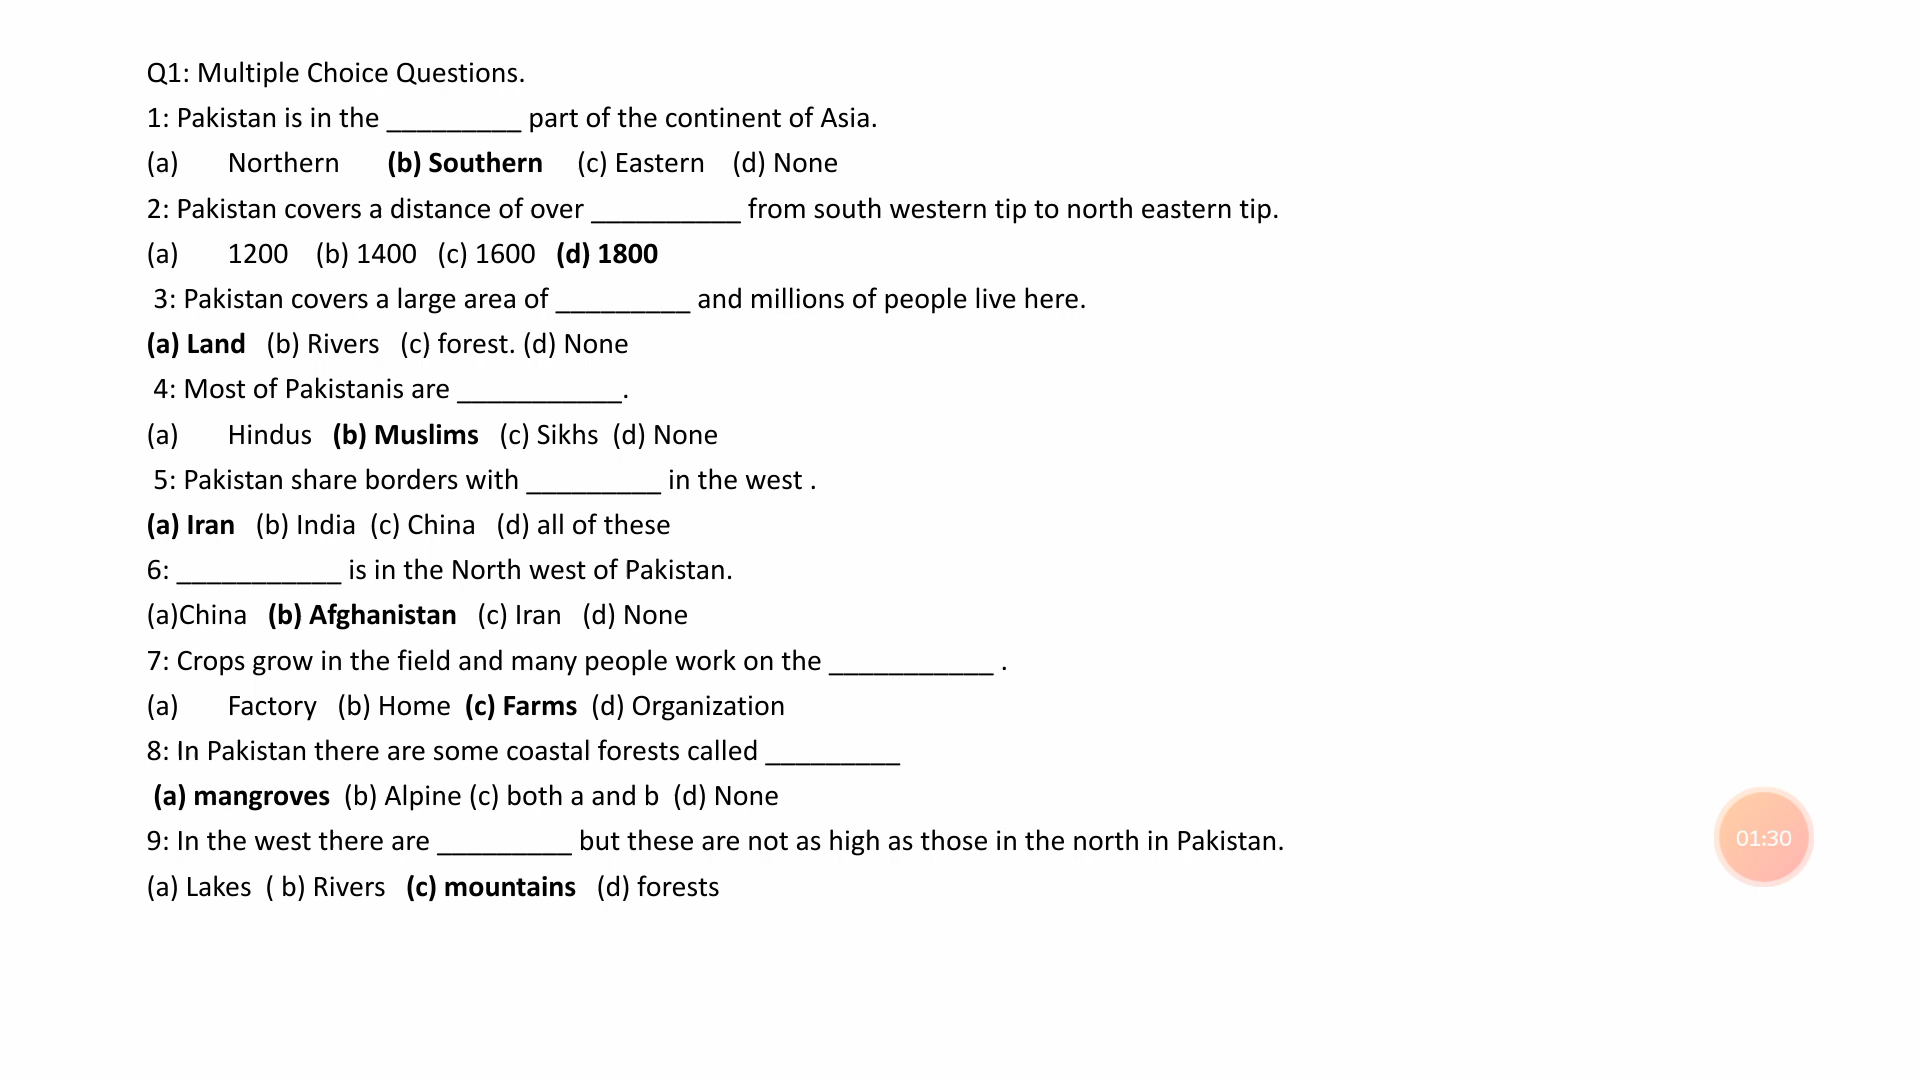 Q1: Multiple Choice Questions.
1: Pakistan is in the _________ part of the continent of Asia.
(a) Northern (b) Southern (c) Eastern (d) None
2: Pakistan covers a distance of over __________ from south western tip to north eastern tip.
(a) 1200 (b) 1400 (c) 1600 (d) 1800
3: Pakistan covers a large area of _________ and millions of people live here.
(a) Land (b) Rivers (c) forest. (d) None
4: Most of Pakistanis are ___________.
(a) Hindus (b) Muslims (c) Sikhs (d) None
5: Pakistan share borders with _________ in the west .
(a) Iran (b) India (c) China (d) all of these
6: ___________ is in the North west of Pakistan.
(a)China (b) Afghanistan (c) Iran (d) None
7: Crops grow in the field and many people work on the ___________ .
(a) Factory (b) Home (c) Farms (d) Organization
8: In Pakistan there are some coastal forests called _________
(a) mangroves (b) Alpine (c) both a and b (d) None
9: In the west there are _________ but these are not as high as those in the north in Pakistan.
(a) Lakes ( b) Rivers (c) mountains (d) forests
01:30